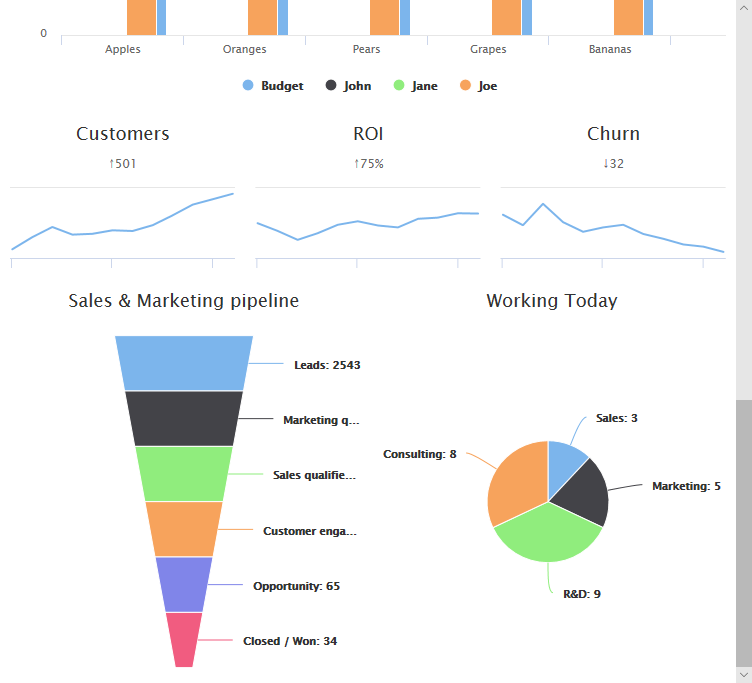 0
Apples Oranges Pears Grapes Bananas
Budget John Jane Joe
Customers ROI Churn
↑501 ↑75% ↓32
Sales & Marketing pipeline Working Today
Leads: 2543
Marketing q...
Sales qualifie...
Customer enga...
Opportunity: 65
Closed / Won: 34
Sales: 3
Consulting: 8
Marketing: 5
R&D: 9